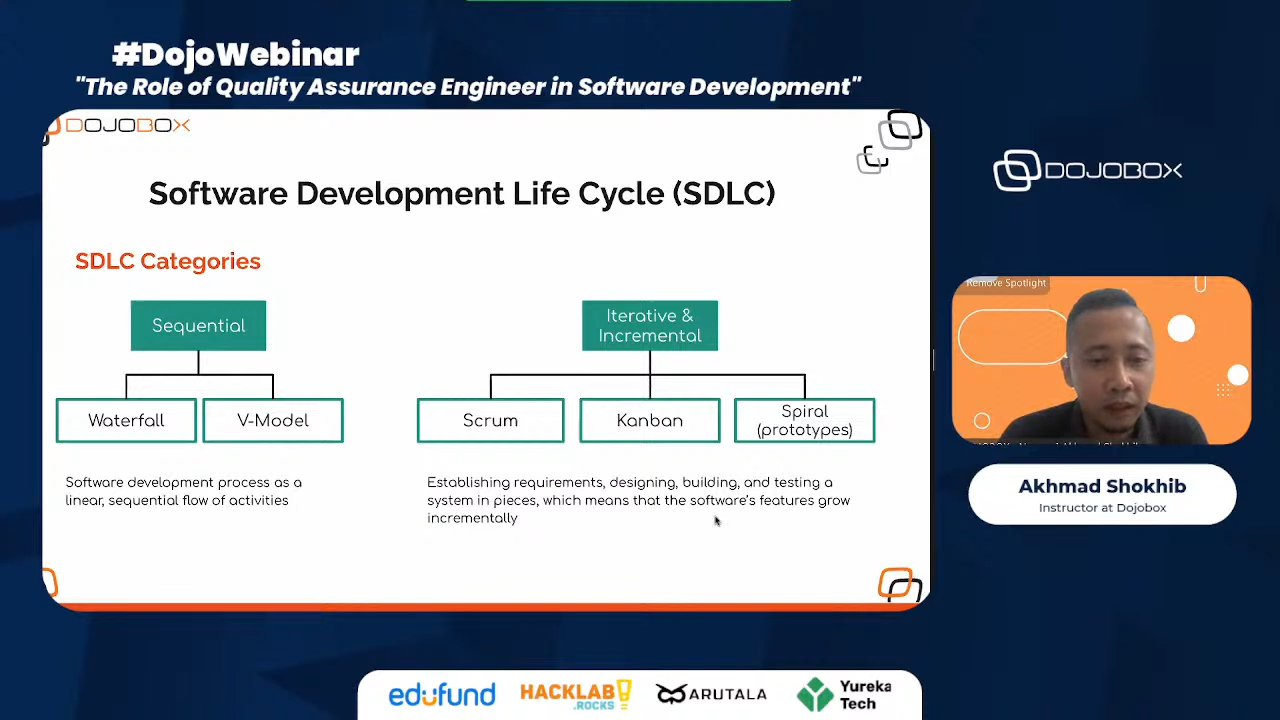 #DojoWebinar
"The Role of Quality Assurance Engineer in Software Development"
DOJOBOX
Software Development Life Cycle (SDLC)
SDLC Categories
Sequential
Waterfall
V-Model
Software development process as a
linear, sequential flow of activities
Iterative &
Incremental
Scrum
Kanban
Spiral
(prototypes)
Establishing requirements, designing, building, and testing a
system in pieces, which means that the software's features grow
incrementally
DOJOBOX
Remove Spotlight
Akhmad Shokhib
Instructor at Dojobox
edufund
HACKLAB!
.ROCKS
ARUTALA
Yureka
Tech